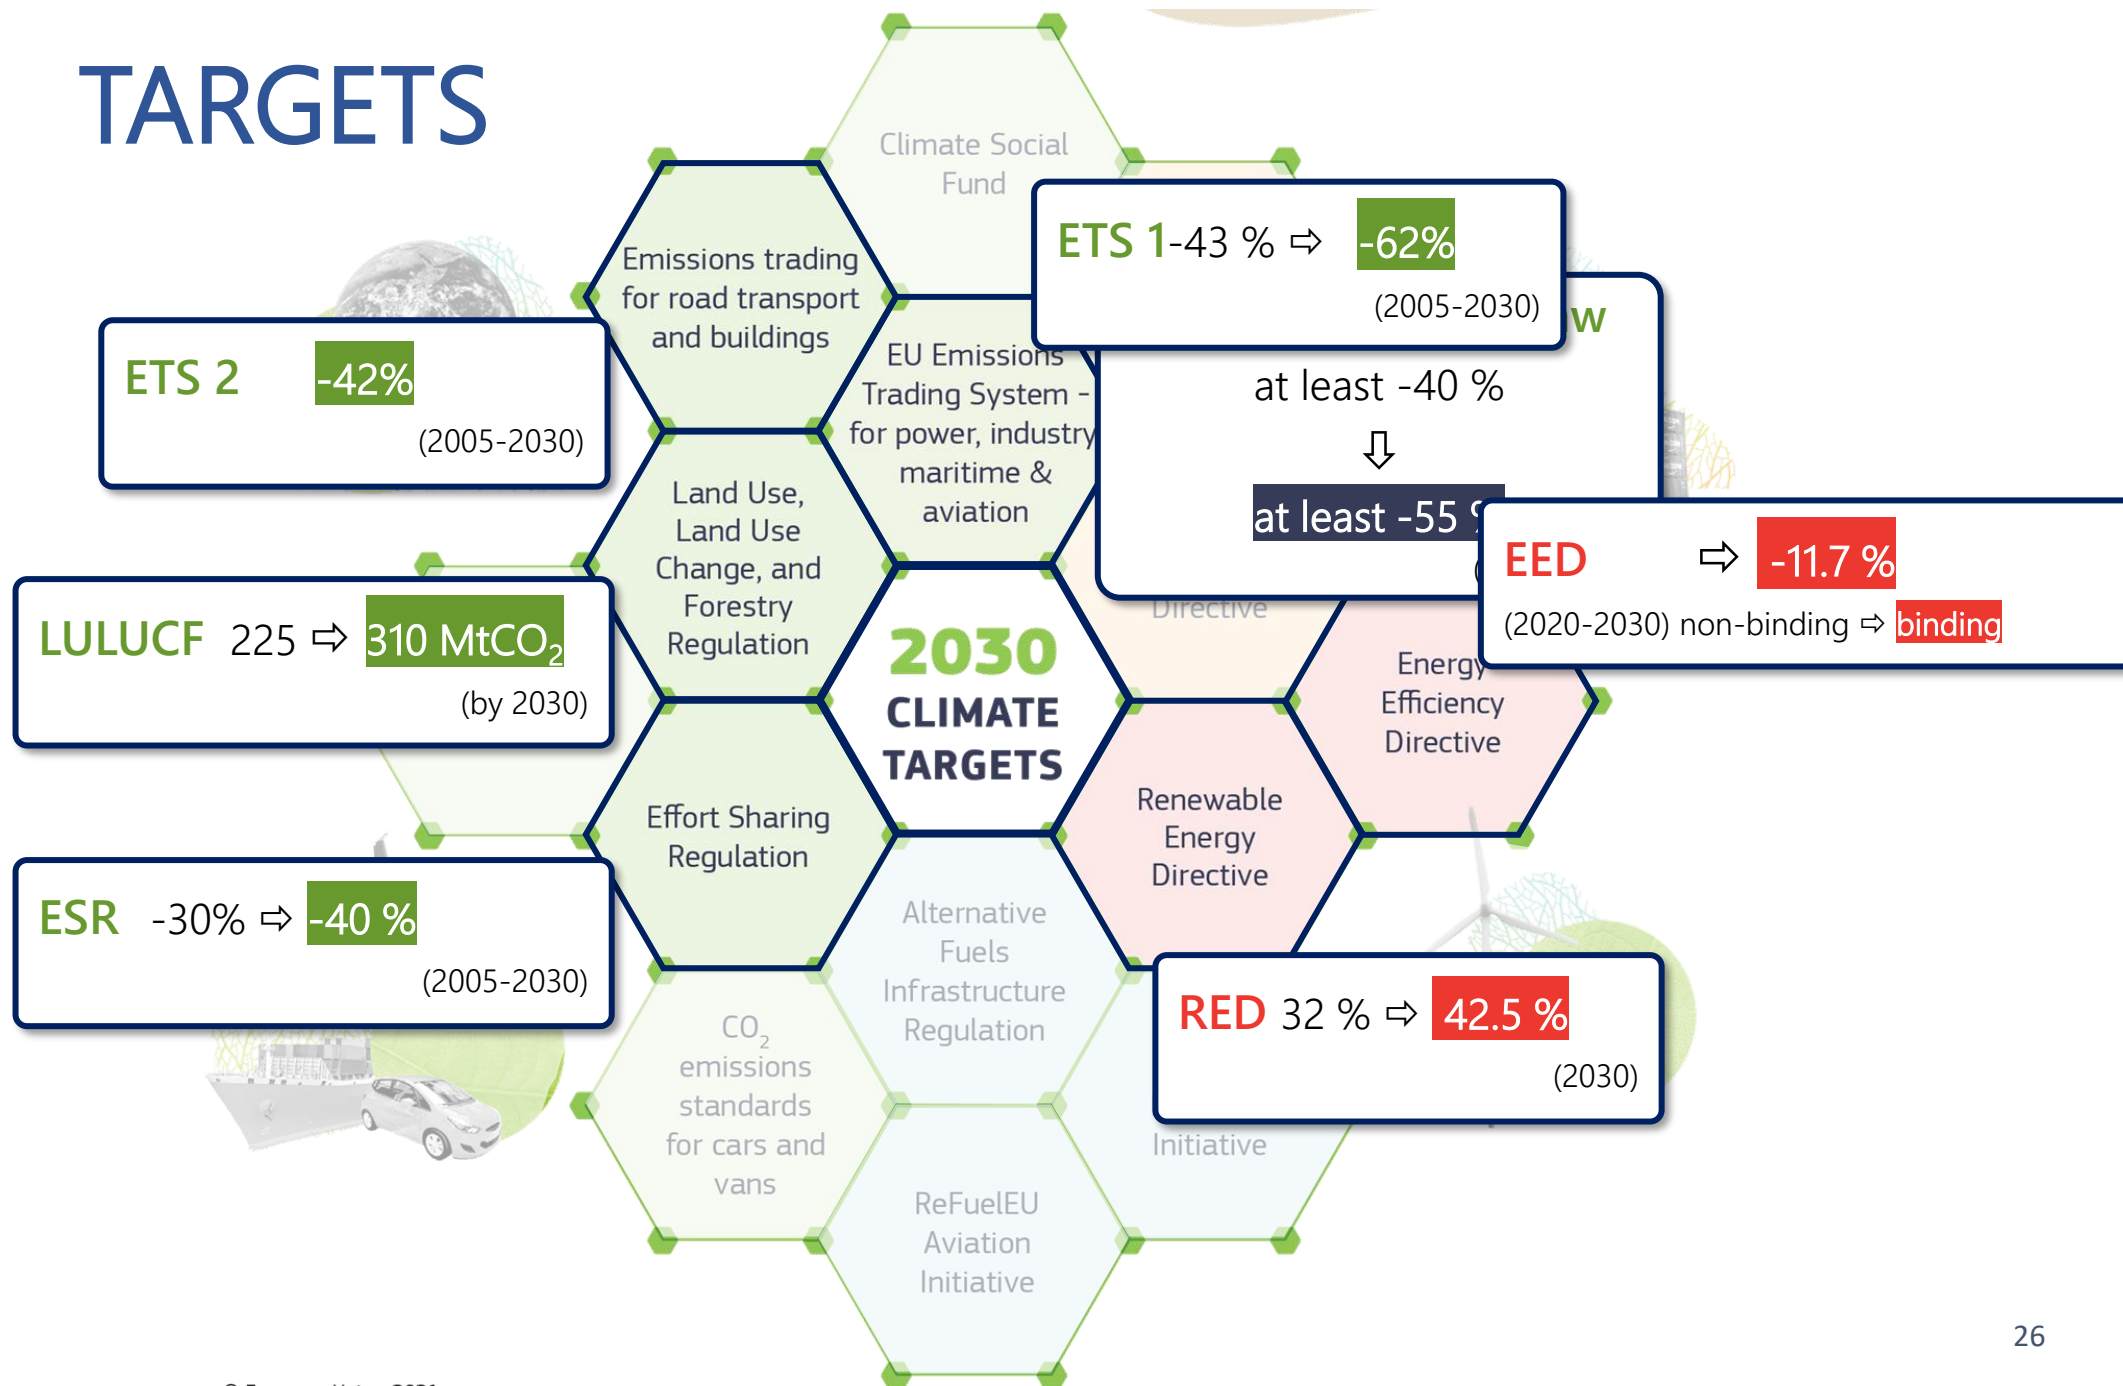 TARGETS
Climate Social
Fund
Emissions trading
for road transport
and buildings
ETS 1-43 % ⇨ -62%
(2005-2030)
w
at least -40 %
⇩
at least -55
ETS 2 -42%
(2005-2030)
EU Emissions
Trading System -
for power, industry
maritime &
aviation
Land Use,
Land Use
Change, and
Forestry
Regulation
EED ⇨ -11.7 %
(2020-2030) non-binding ⇨ binding
Directive
LULUCF 225 ⇨ 310 MtCO₂
(by 2030)
2030
CLIMATE
TARGETS
Energy
Efficiency
Directive
Effort Sharing
Regulation
Renewable
Energy
Directive
ESR -30% ⇨ -40 %
(2005-2030)
Alternative
Fuels
Infrastructure
Regulation
RED 32 % ⇨ 42.5 %
(2030)
CO₂
emissions
standards
for cars and
vans
Initiative
ReFuelEU
Aviation
Initiative
26